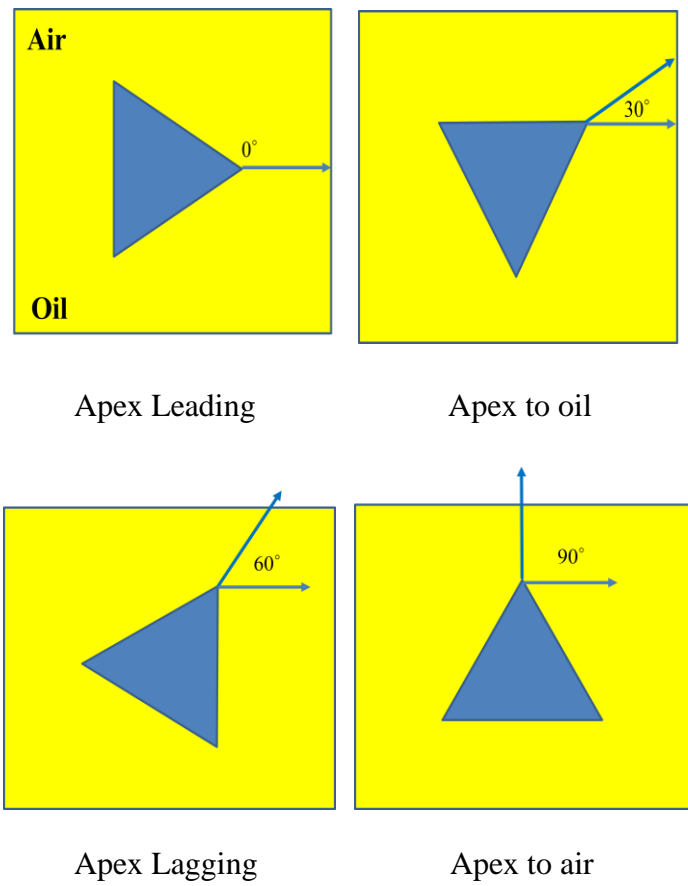 Air
0°
30°
Oil
Apex Leading
Apex to oil
60°
90°
Apex Lagging
Apex to air